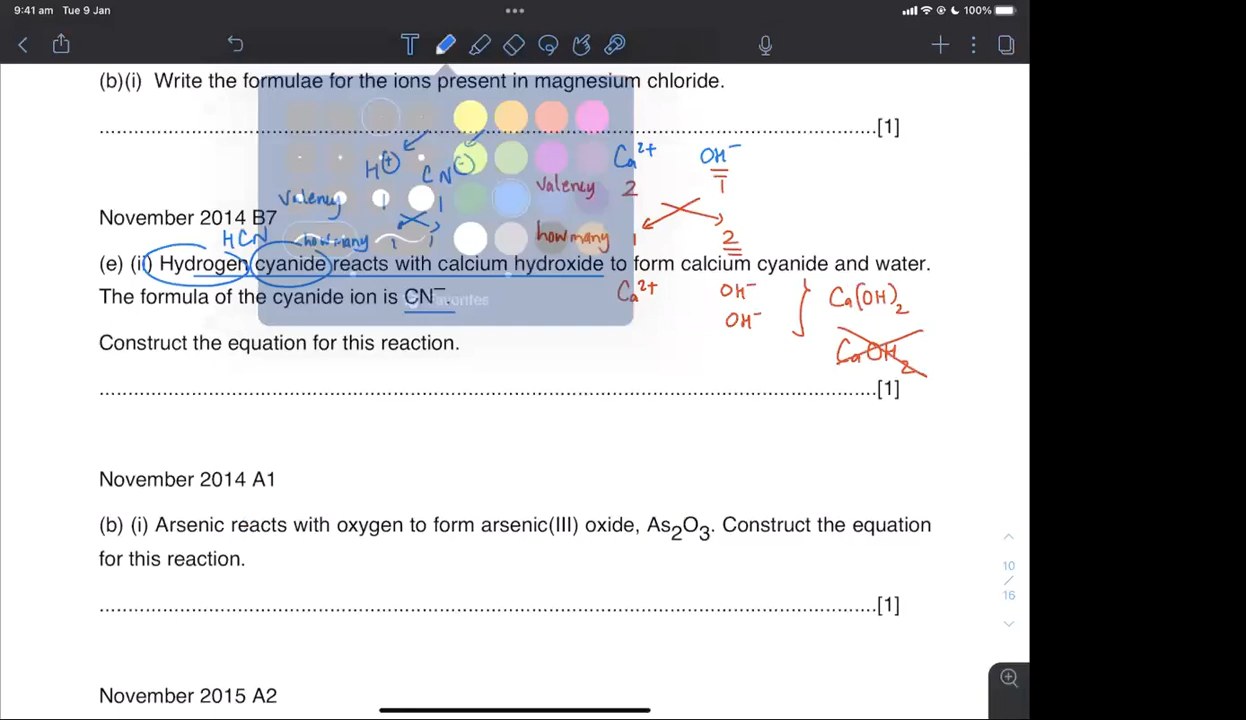 9:41 am Tue 9 Jan
100%
(b)(i) Write the formulae for the ions present in magnesium chloride.
[1]
H+ CN-
Ca2+ OH-
valency 1 1
valency 2 1
November 2014 B7
HCN
how many 1 1
how many 1 2
(e) (ii) Hydrogen cyanide reacts with calcium hydroxide to form calcium cyanide and water.
The formula of the cyanide ion is CN⁻.
Favorites
Ca2+ OH-
OH-
Ca(OH)2
CaOH2
Construct the equation for this reaction.
[1]
November 2014 A1
(b) (i) Arsenic reacts with oxygen to form arsenic(III) oxide, As₂O₃. Construct the equation
for this reaction.
[1]
10
/
16
November 2015 A2